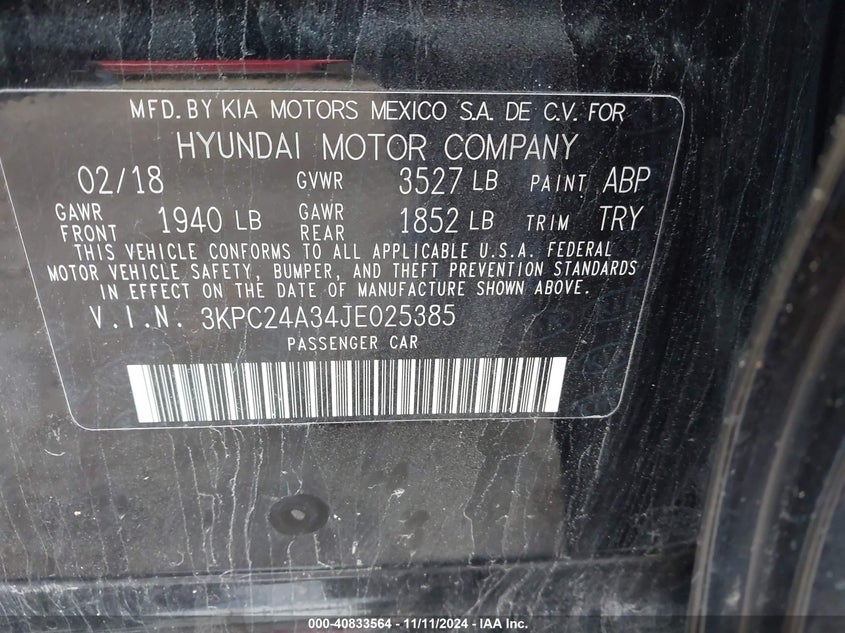 MFD. BY KIA MOTORS MEXICO S.A. DE C.V. FOR
HYUNDAI MOTOR COMPANY
02/18 GVWR 3527 LB PAINT ABP
GAWR FRONT 1940 LB GAWR REAR 1852 LB TRIM TRY
THIS VEHICLE CONFORMS TO ALL APPLICABLE U.S.A. FEDERAL
MOTOR VEHICLE SAFETY, BUMPER, AND THEFT PREVENTION STANDARDS
IN EFFECT ON THE DATE OF MANUFACTURE SHOWN ABOVE.
V.I.N. 3KPC24A34JE025385
PASSENGER CAR
000-40833564 - 11/11/2024 - IAA Inc.